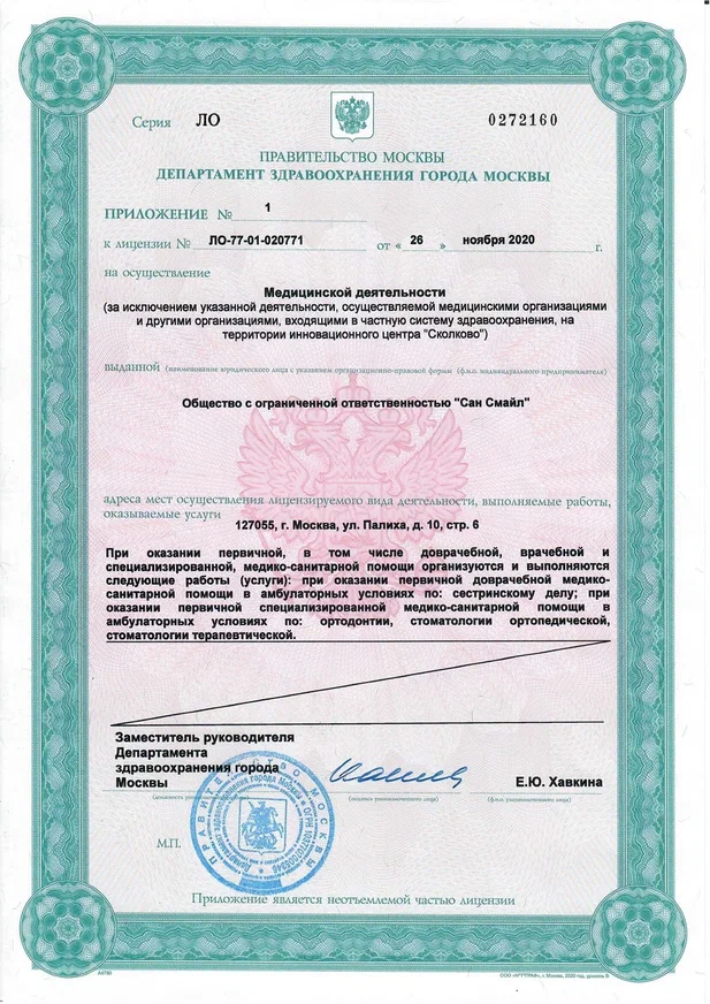 Серия ЛО 0272160
ПРАВИТЕЛЬСТВО МОСКВЫ
ДЕПАРТАМЕНТ ЗДРАВООХРАНЕНИЯ ГОРОДА МОСКВЫ
ПРИЛОЖЕНИЕ № 1
к лицензии № ЛО-77-01-020771 от « 26 » ноября 2020 г.
на осуществление
Медицинской деятельности
(за исключением указанной деятельности, осуществляемой медицинскими организациями
и другими организациями, входящими в частную систему здравоохранения, на
территории инновационного центра "Сколково")
выданной (наименование юридического лица с указанием организационно-правовой формы (ф.и.о. индивидуального предпринимателя)
Общество с ограниченной ответственностью "Сан Смайл"
адреса мест осуществления лицензируемого вида деятельности, выполняемые работы,
оказываемые услуги
127055, г. Москва, ул. Палиха, д. 10, стр. 6
При оказании первичной, в том числе доврачебной, врачебной и
специализированной, медико-санитарной помощи организуются и выполняются
следующие работы (услуги): при оказании первичной доврачебной медико-
санитарной помощи в амбулаторных условиях по: сестринскому делу; при
оказании первичной специализированной медико-санитарной помощи в
амбулаторных условиях по: ортодонтии, стоматологии ортопедической,
стоматологии терапевтической.
Заместитель руководителя
Департамента
здравоохранения города
Москвы Е.Ю. Хавкина
(подпись уполномоченного лица) (ф.и.о. уполномоченного лица)
ПРАВИТЕЛЬСТВО МОСКВЫ
Департамент здравоохранения города Москвы
М.П.
Приложение является неотъемлемой частью лицензии